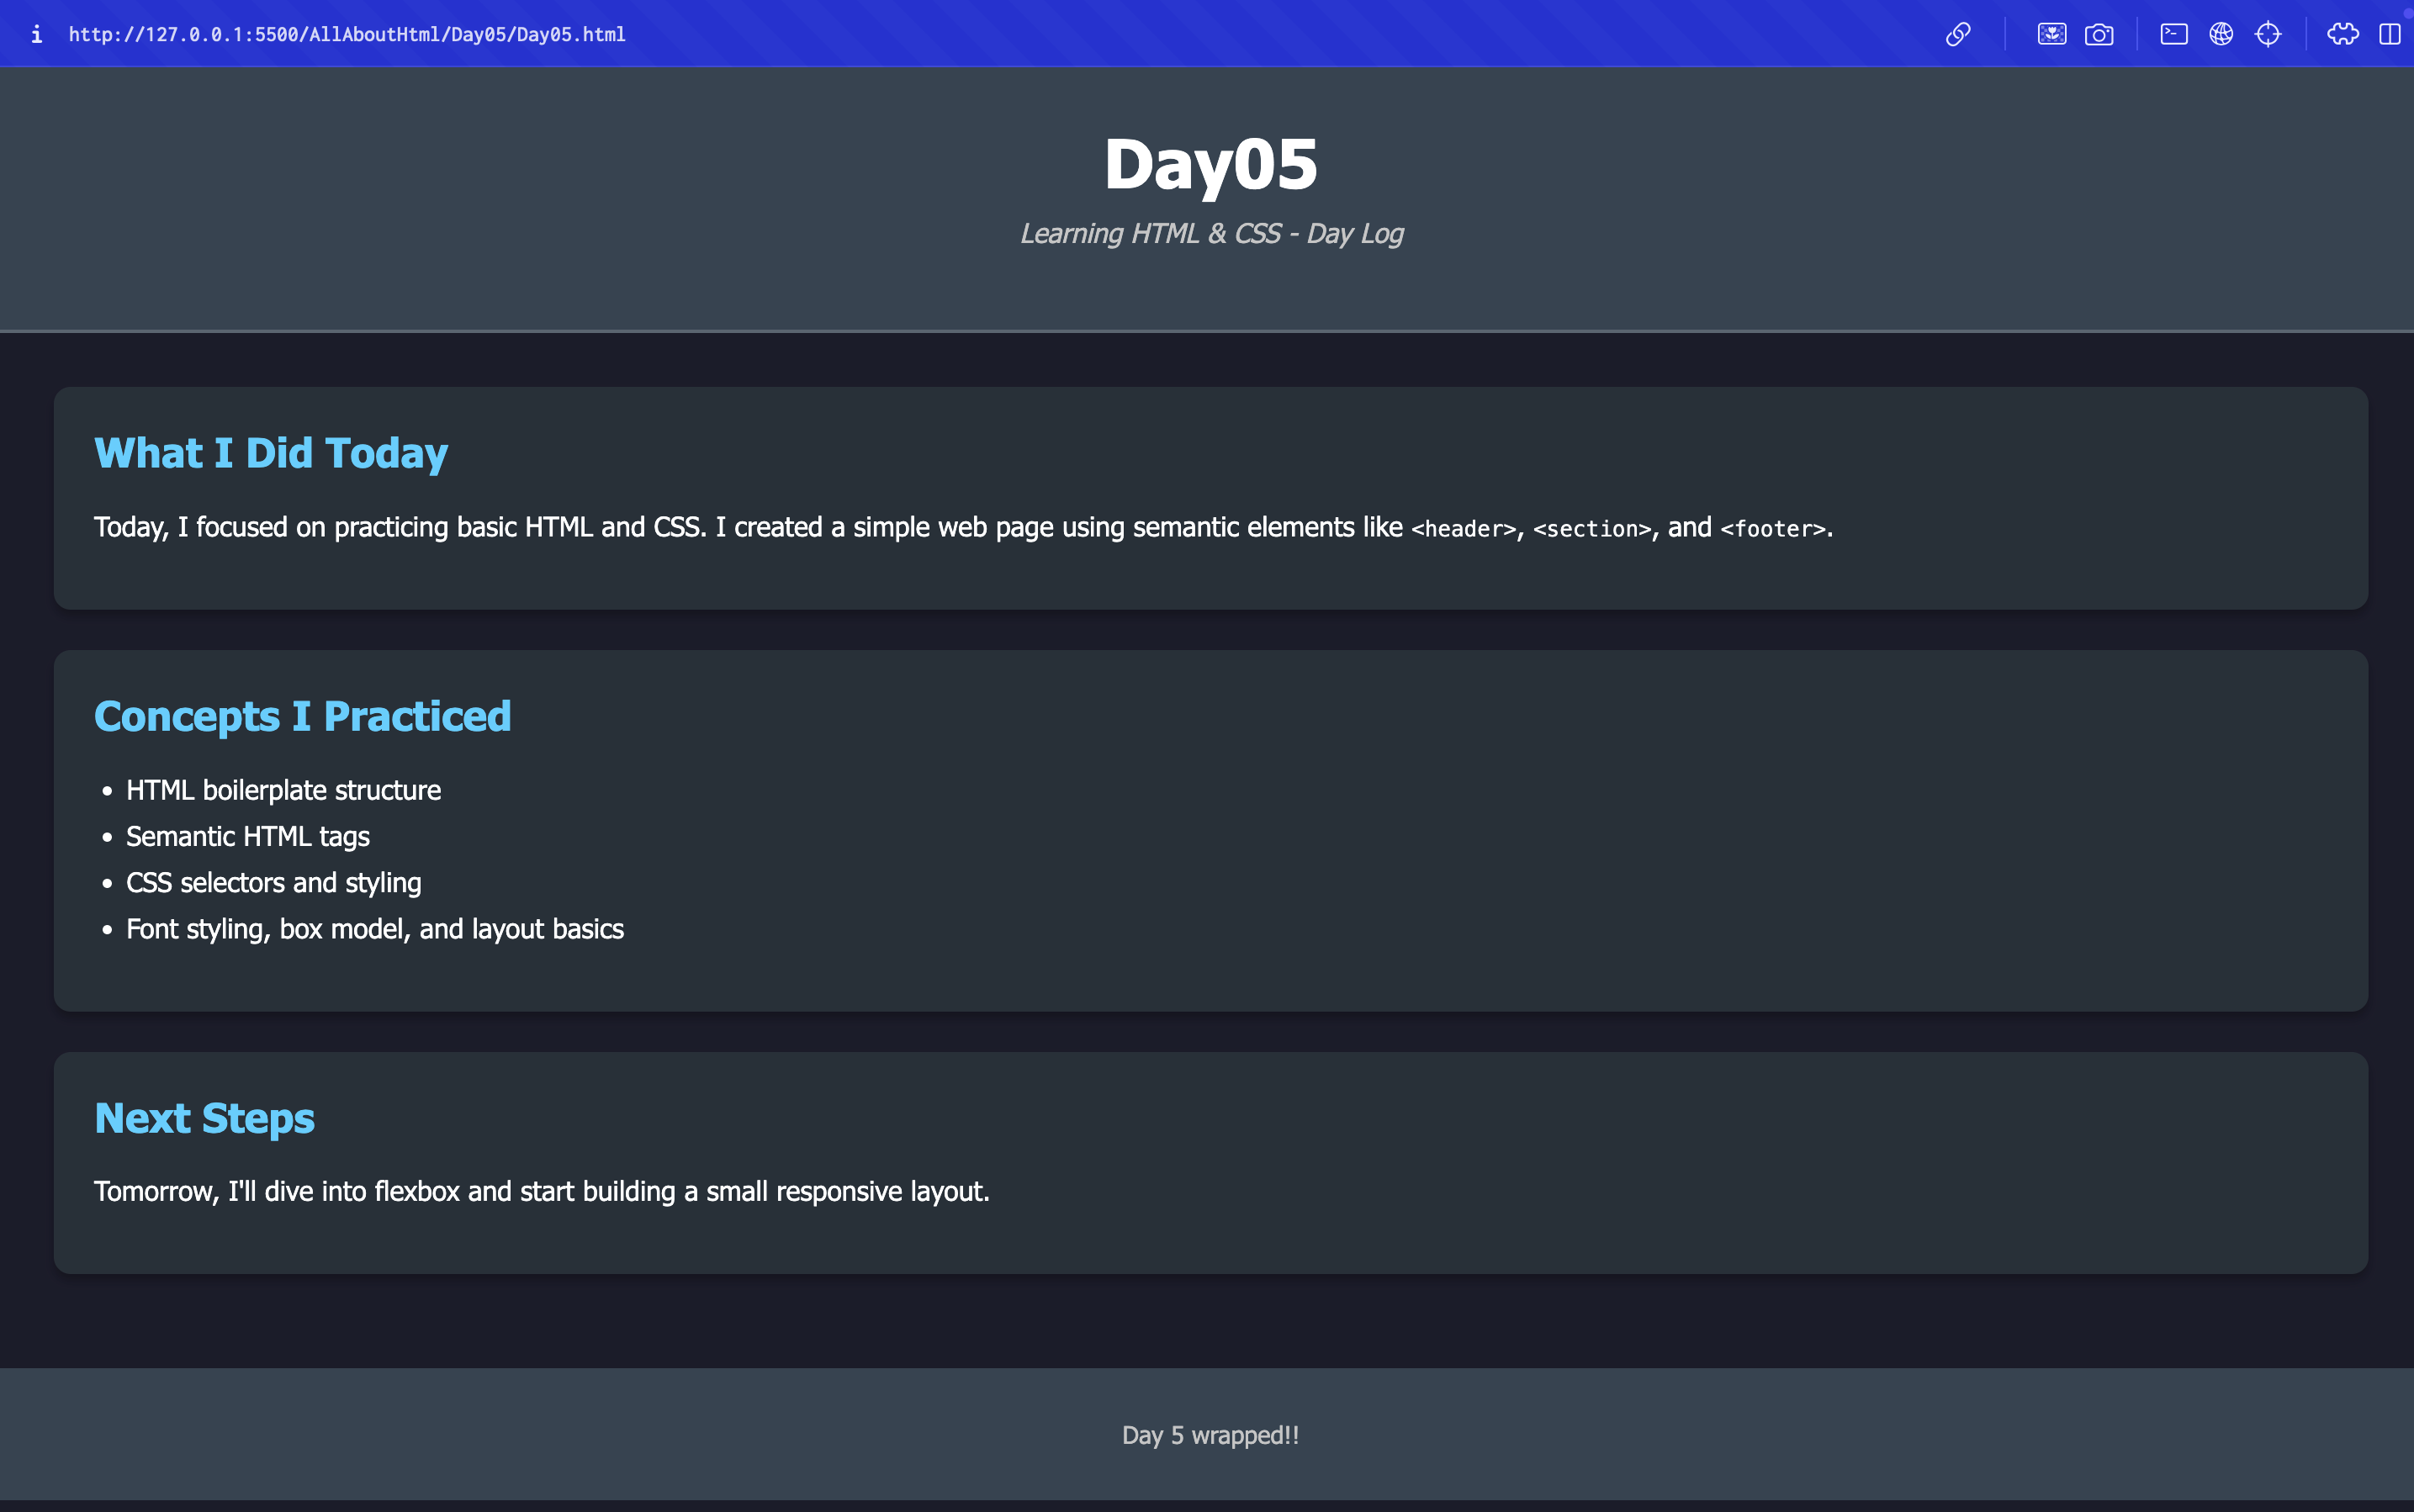 http://127.0.0.1:5500/AllAboutHtml/Day05/Day05.html
Day05
Learning HTML & CSS - Day Log
What I Did Today
Today, I focused on practicing basic HTML and CSS. I created a simple web page using semantic elements like <header>, <section>, and <footer>.
Concepts I Practiced
• HTML boilerplate structure
• Semantic HTML tags
• CSS selectors and styling
• Font styling, box model, and layout basics
Next Steps
Tomorrow, I'll dive into flexbox and start building a small responsive layout.
Day 5 wrapped!!